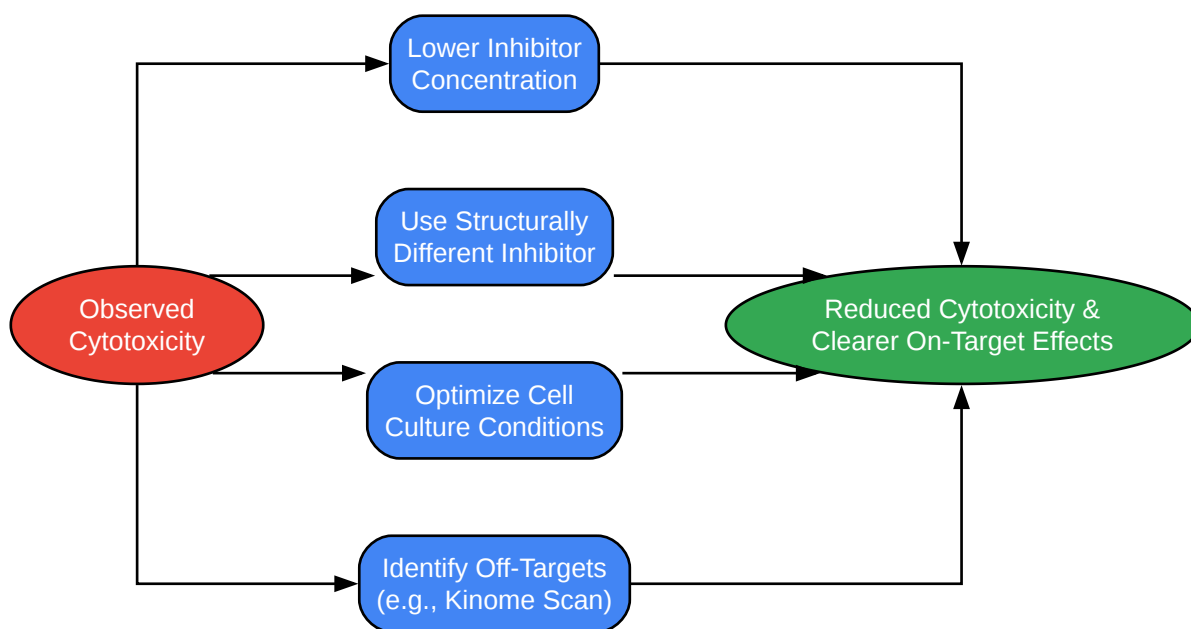 Lower Inhibitor
Concentration
Use Structurally
Different Inhibitor
Observed
Cytotoxicity
Reduced Cytotoxicity &
Clearer On-Target Effects
Optimize Cell
Culture Conditions
Identify Off-Targets
(e.g., Kinome Scan)